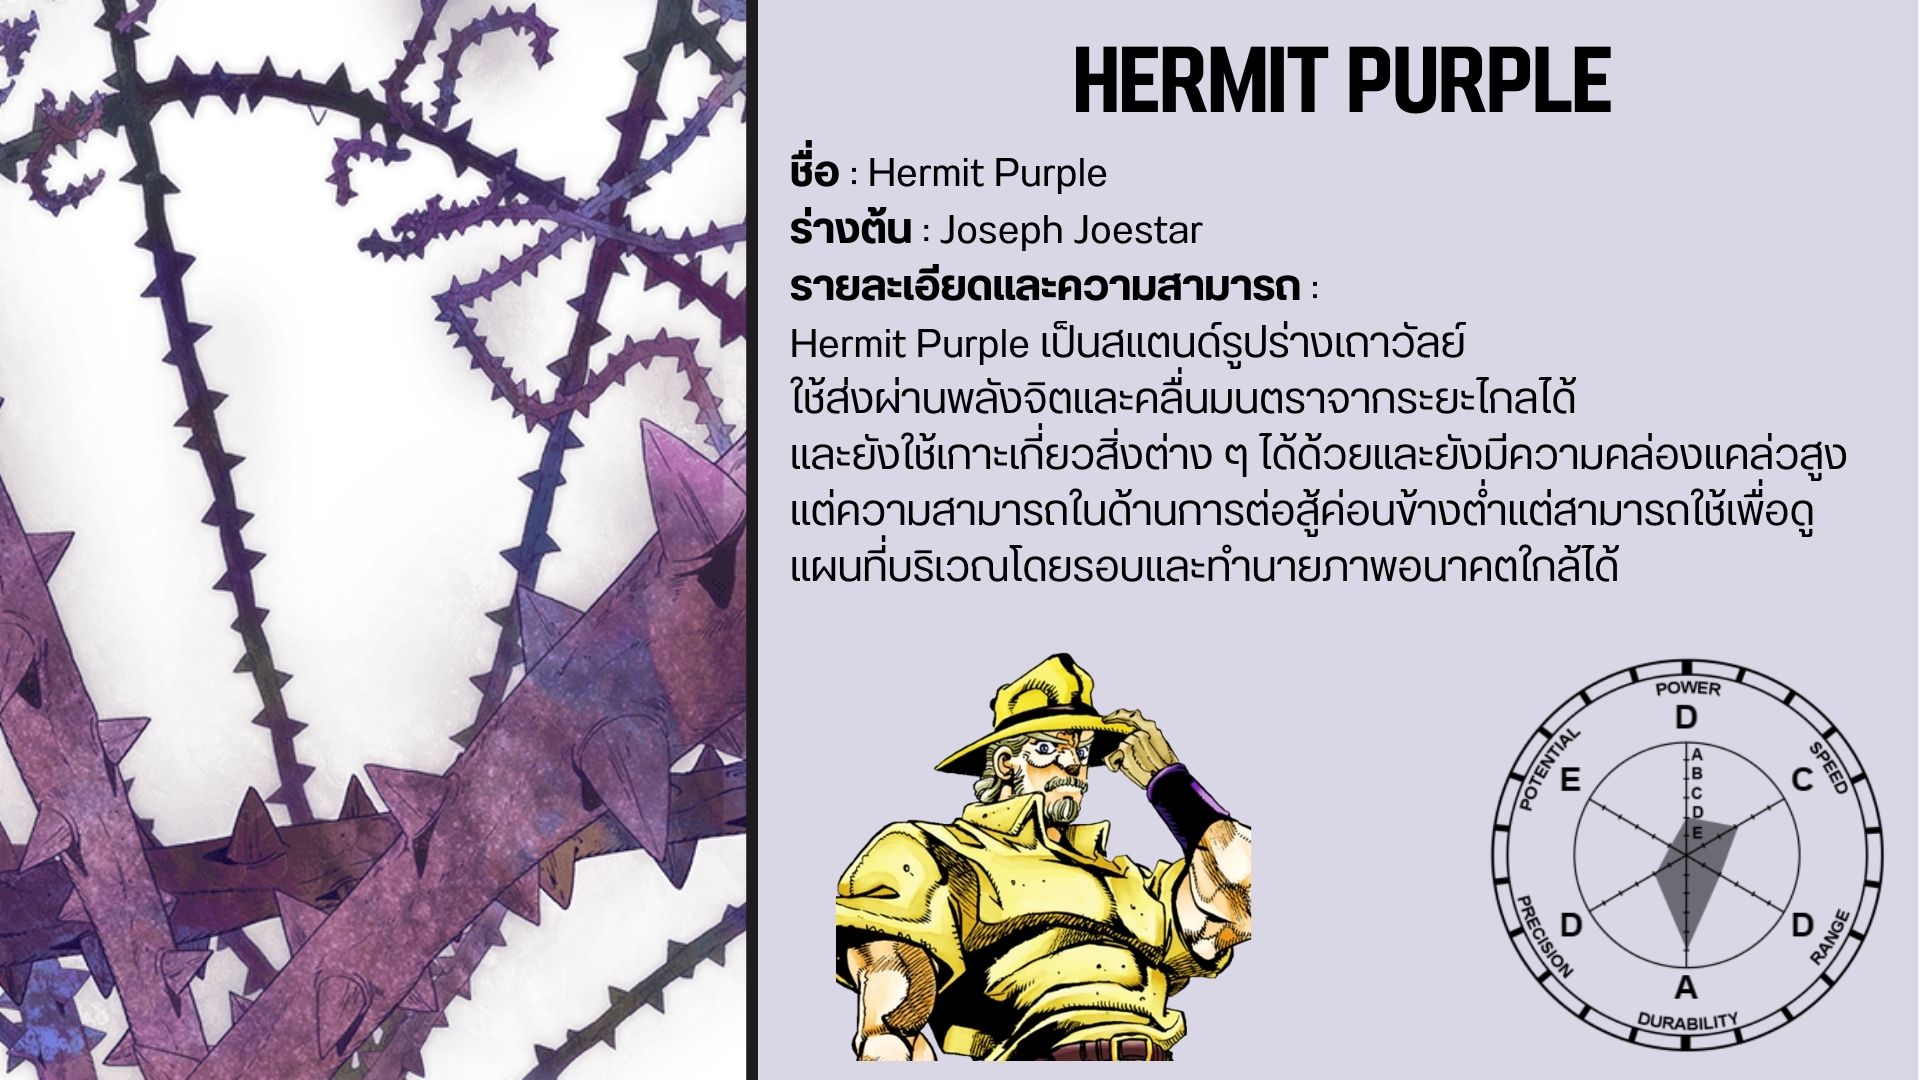 HERMIT PURPLE
ชื่อ : Hermit Purple
ร่างต้น : Joseph Joestar
รายละเอียดและความสามารถ :
Hermit Purple เป็นสแตนด์รูปร่างเถาวัลย์
ใช้ส่งผ่านพลังจิตและคลื่นมนตราจากระยะไกลได้
และยังใช้เกาะเกี่ยวสิ่งต่าง ๆ ได้ด้วยและยังมีความคล่องแคล่วสูง
แต่ความสามารถในด้านการต่อสู้ค่อนข้างต่ำแต่สามารถใช้เพื่อดู
แผนที่บริเวณโดยรอบและทำนายภาพอนาคตใกล้ได้
POWER
D
SPEED
C
RANGE
D
DURABILITY
A
PRECISION
D
POTENTIAL
E
A
B
C
D
E